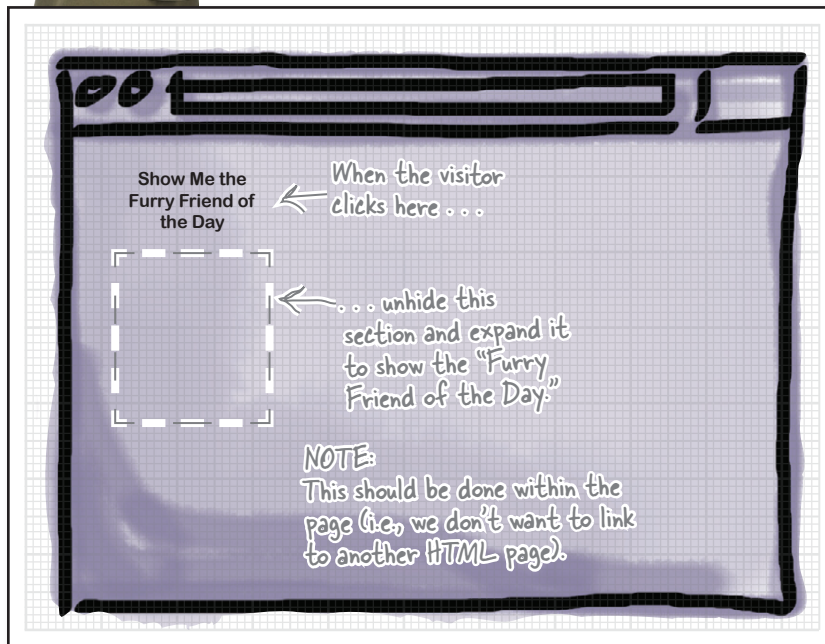 Show Me the
Furry Friend of
the Day
When the visitor
clicks here . . .
. . . unhide this
section and expand it
to show the “Furry
Friend of the Day.”
NOTE:
This should be done within the
page (i.e., we don’t want to link
to another HTML page).